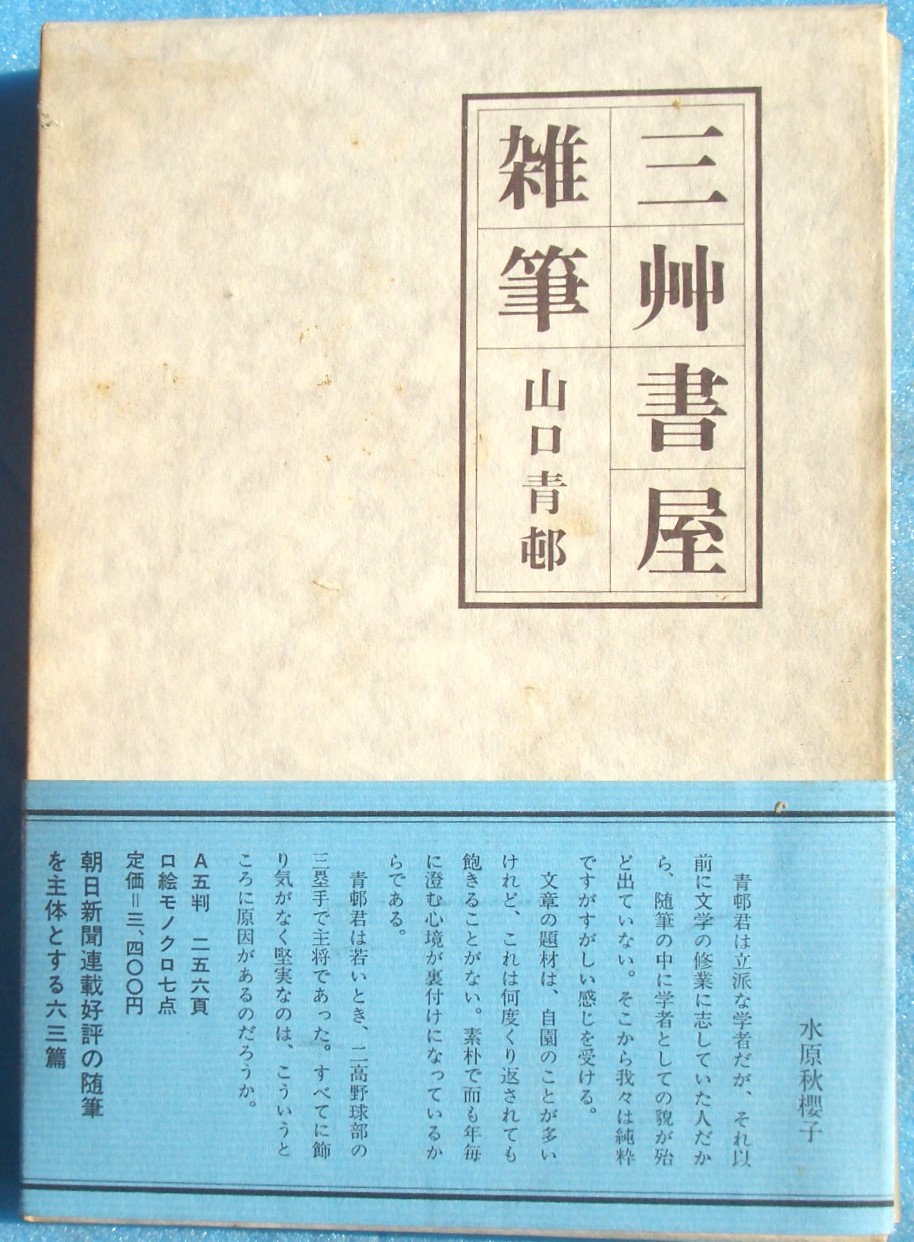 三艸書屋
雑筆
山口青邨
水原秋櫻子
青邨君は立派な学者だが、それ以
前に文学の修業に志していた人だか
ら、随筆の中に学者としての貌が殆
ど出ていない。そこから我々は純粋
ですがすがしい感じを受ける。
文章の題材は、自園のことが多い
けれど、これは何度くり返されても
飽きることがない。素朴で而も年毎
に澄む心境が裏付けになっているか
らである。
青邨君は若いとき、二高野球部の
三塁手で主将であった。すべてに飾
り気がなく堅実なのは、こういうと
ころに原因があるのだろうか。
A五判 二五六頁
口絵モノクロ七点
定価=三、四〇〇円
朝日新聞連載好評の随筆
を主体とする六三篇